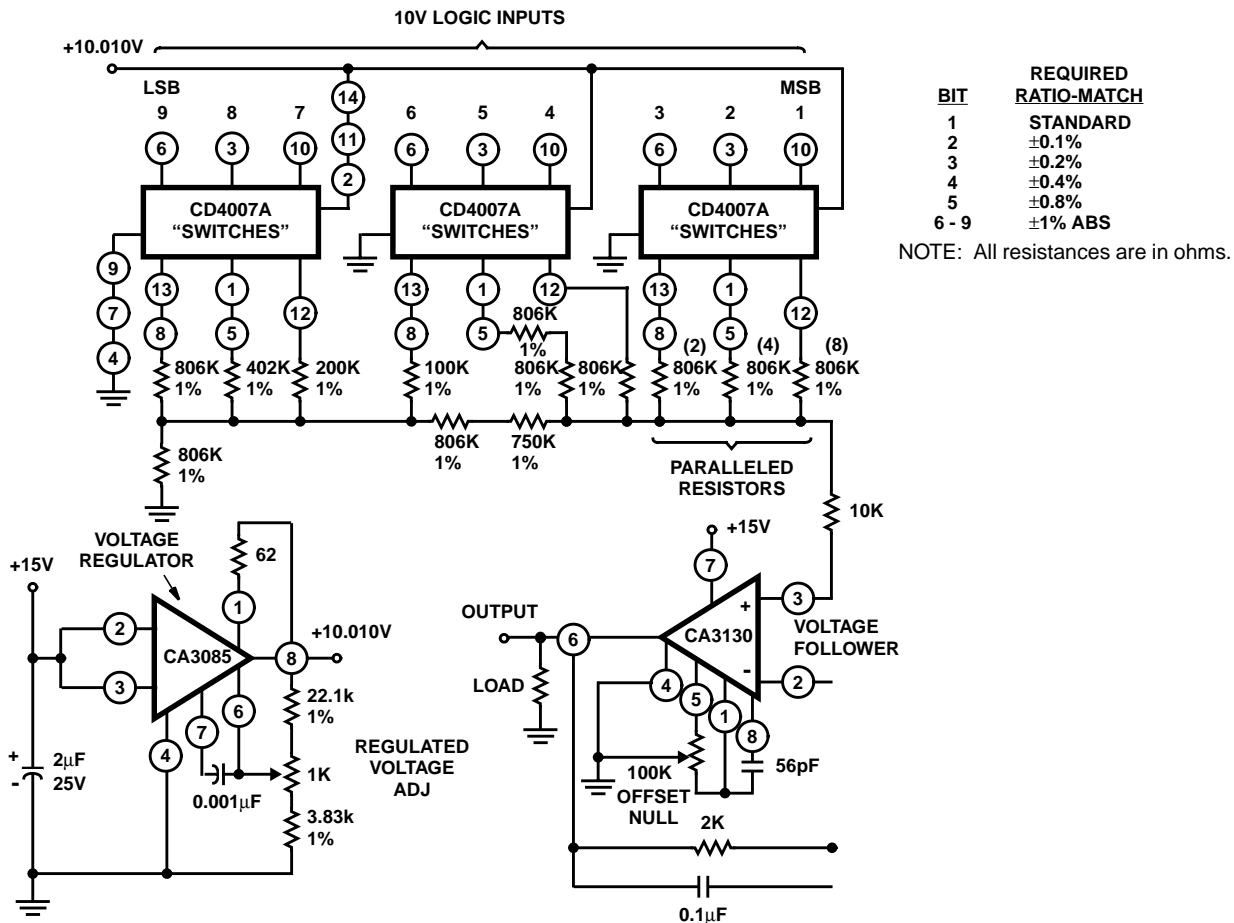 10V LOGIC INPUTS
+10.010V
LSB
MSB
9 8 7 6 5 4 3 2 1
6 3 10 14 11 2 6 3 10 6 3 10
CD4007A
“SWITCHES”
CD4007A
“SWITCHES”
CD4007A
“SWITCHES”
9
7
4
13 1 12 13 1 12 13 1 12
8 5 8 5 8 5
806K
1%
402K
1%
200K
1%
100K
1%
806K
1%
806K
1%
806K
1%
(2)
806K
1%
(4)
806K
1%
(8)
806K
1%
806K
1%
750K
1%
806K
1%
PARALLELED
RESISTORS
10K
REQUIRED
BIT RATIO-MATCH
1 STANDARD
2 ±0.1%
3 ±0.2%
4 ±0.4%
5 ±0.8%
6 - 9 ±1% ABS
NOTE: All resistances are in ohms.
VOLTAGE
REGULATOR
+15V
62
1
2
3
CA3085
8
+10.010V
6
7
4
22.1k
1%
+
-
2μF
25V
0.001μF
1K
3.83k
1%
REGULATED
VOLTAGE
ADJ
+15V
7
OUTPUT
6
CA3130
+
-
3
VOLTAGE
FOLLOWER
2
LOAD
4
5
1
8
100K
OFFSET
NULL
56pF
2K
0.1μF